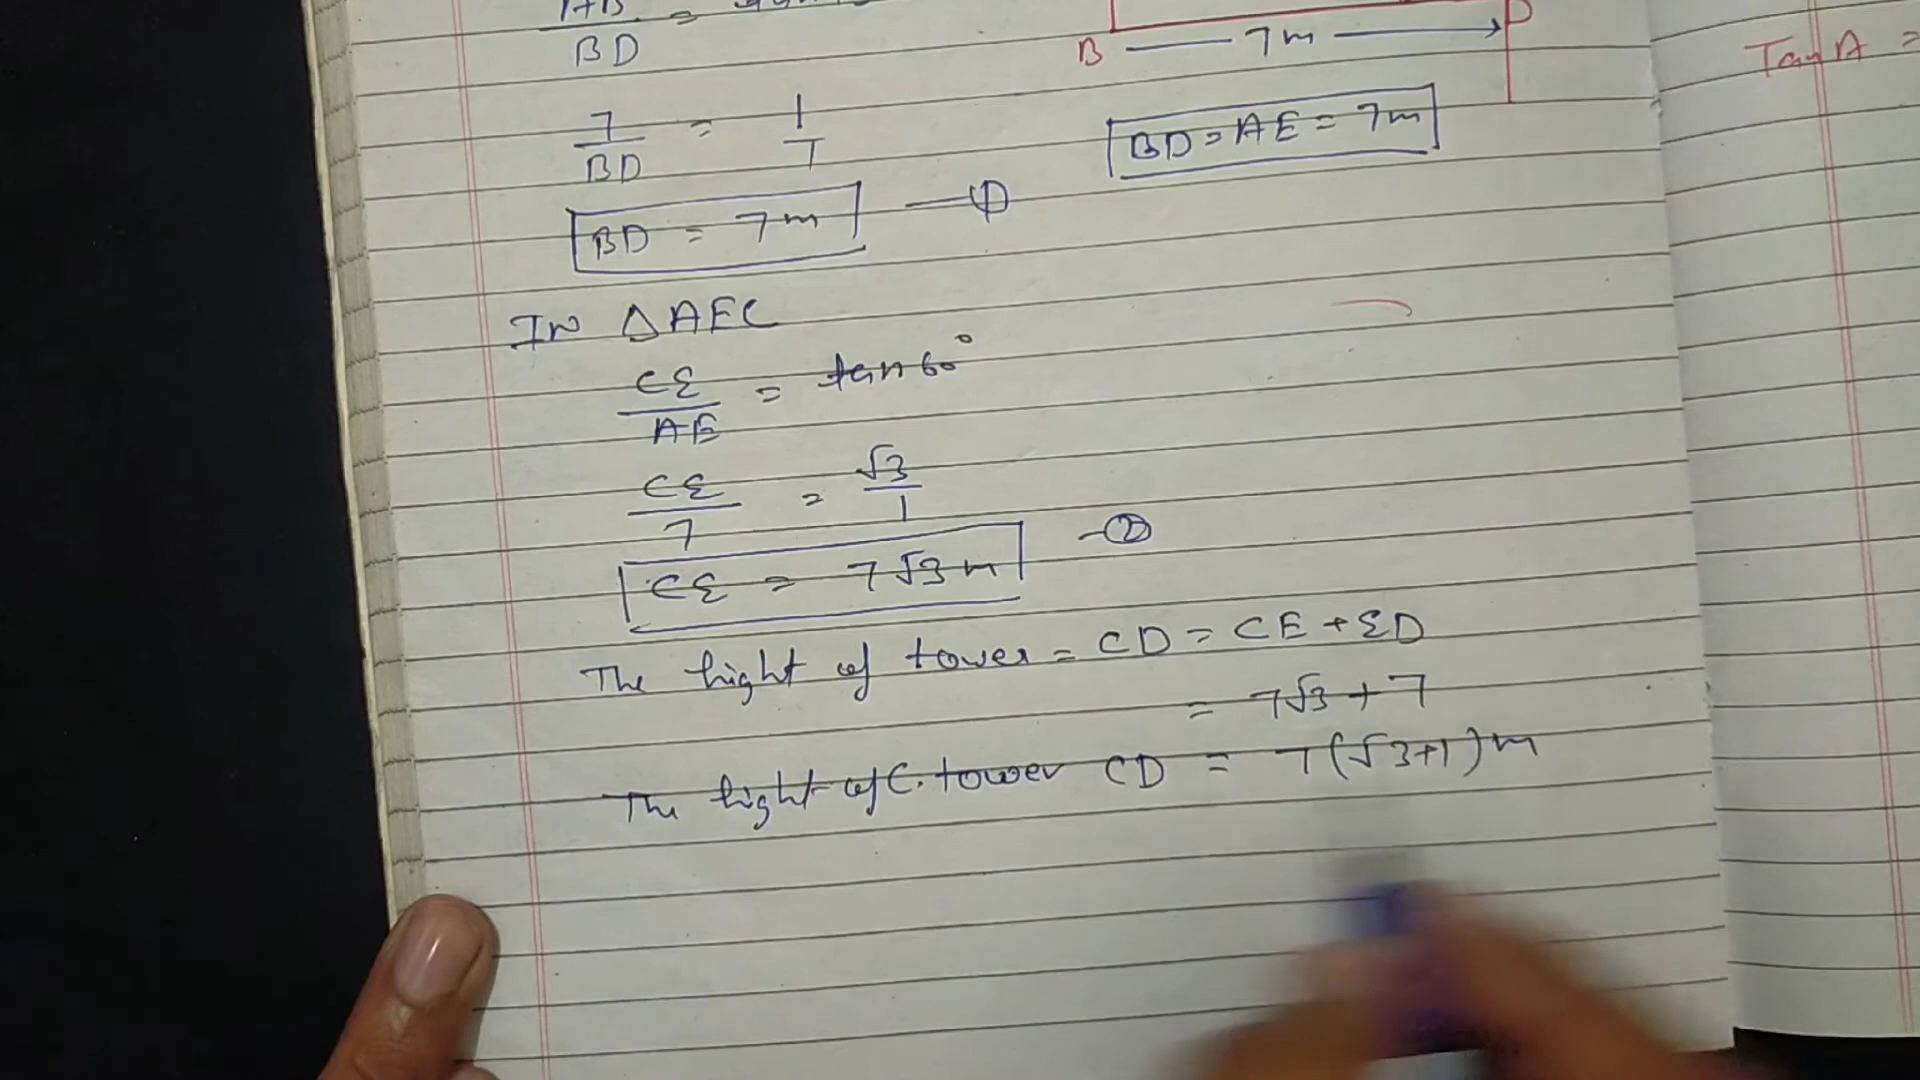 AB
BD =
B 7m D
Tan A =
7/BD = 1/1
BD = AE = 7m
BD = 7m — ①
IN △AEC
CE/AE = tan 60°
CE/7 = √3/1
CE = 7√3 m — ②
The hight of tower = CD = CE + ED
= 7√3 + 7
The hight of C. tower CD = 7(√3+1)m